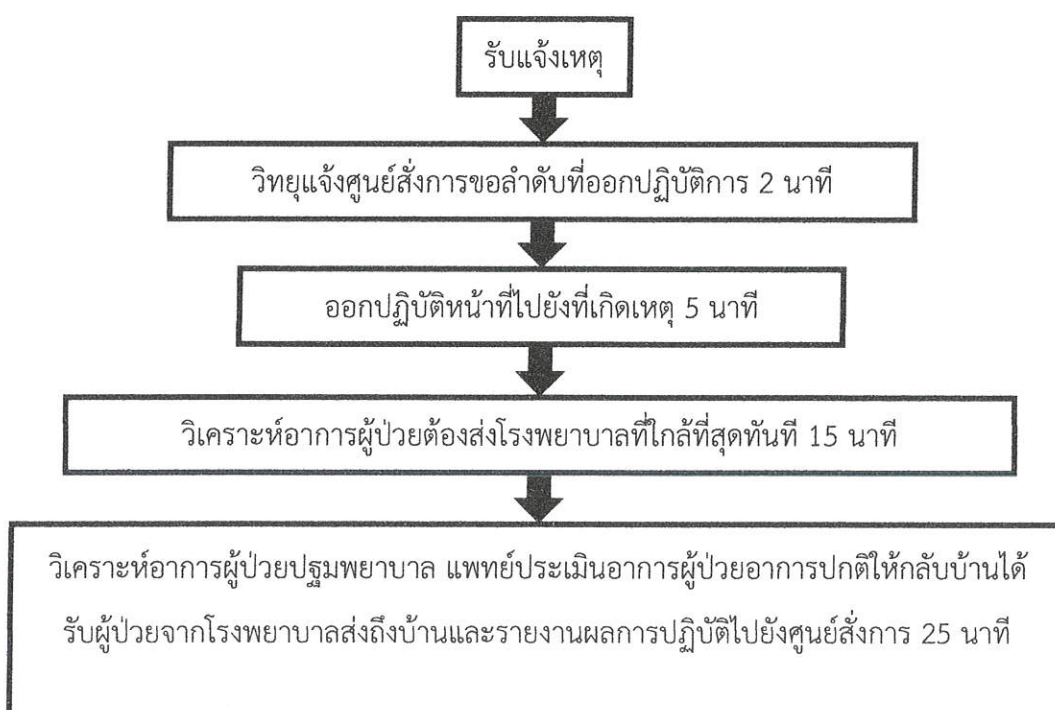 รับแจ้งเหตุ
วิทยุแจ้งศูนย์สั่งการขอลำดับที่ออกปฏิบัติการ 2 นาที
ออกปฏิบัติหน้าที่ไปยังที่เกิดเหตุ 5 นาที
วิเคราะห์อาการผู้ป่วยต้องส่งโรงพยาบาลที่ใกล้ที่สุดทันที 15 นาที
วิเคราะห์อาการผู้ป่วยปฐมพยาบาล แพทย์ประเมินอาการผู้ป่วยอาการปกติให้กลับบ้านได้
รับผู้ป่วยจากโรงพยาบาลส่งถึงบ้านและรายงานผลการปฏิบัติไปยังศูนย์สั่งการ 25 นาที